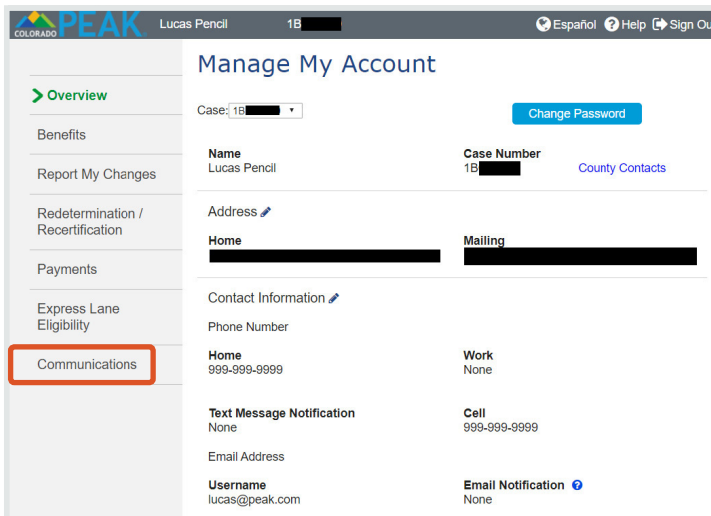 COLORADO PEAK
Lucas Pencil 1B
Español Help Sign Ou
Manage My Account
Overview
Benefits
Report My Changes
Redetermination /
Recertification
Payments
Express Lane
Eligibility
Communications
Case: 1B
Change Password
Name Case Number
Lucas Pencil 1B County Contacts
Address
Home Mailing
Contact Information
Phone Number
Home Work
999-999-9999 None
Text Message Notification Cell
None 999-999-9999
Email Address
Username Email Notification
lucas@peak.com None